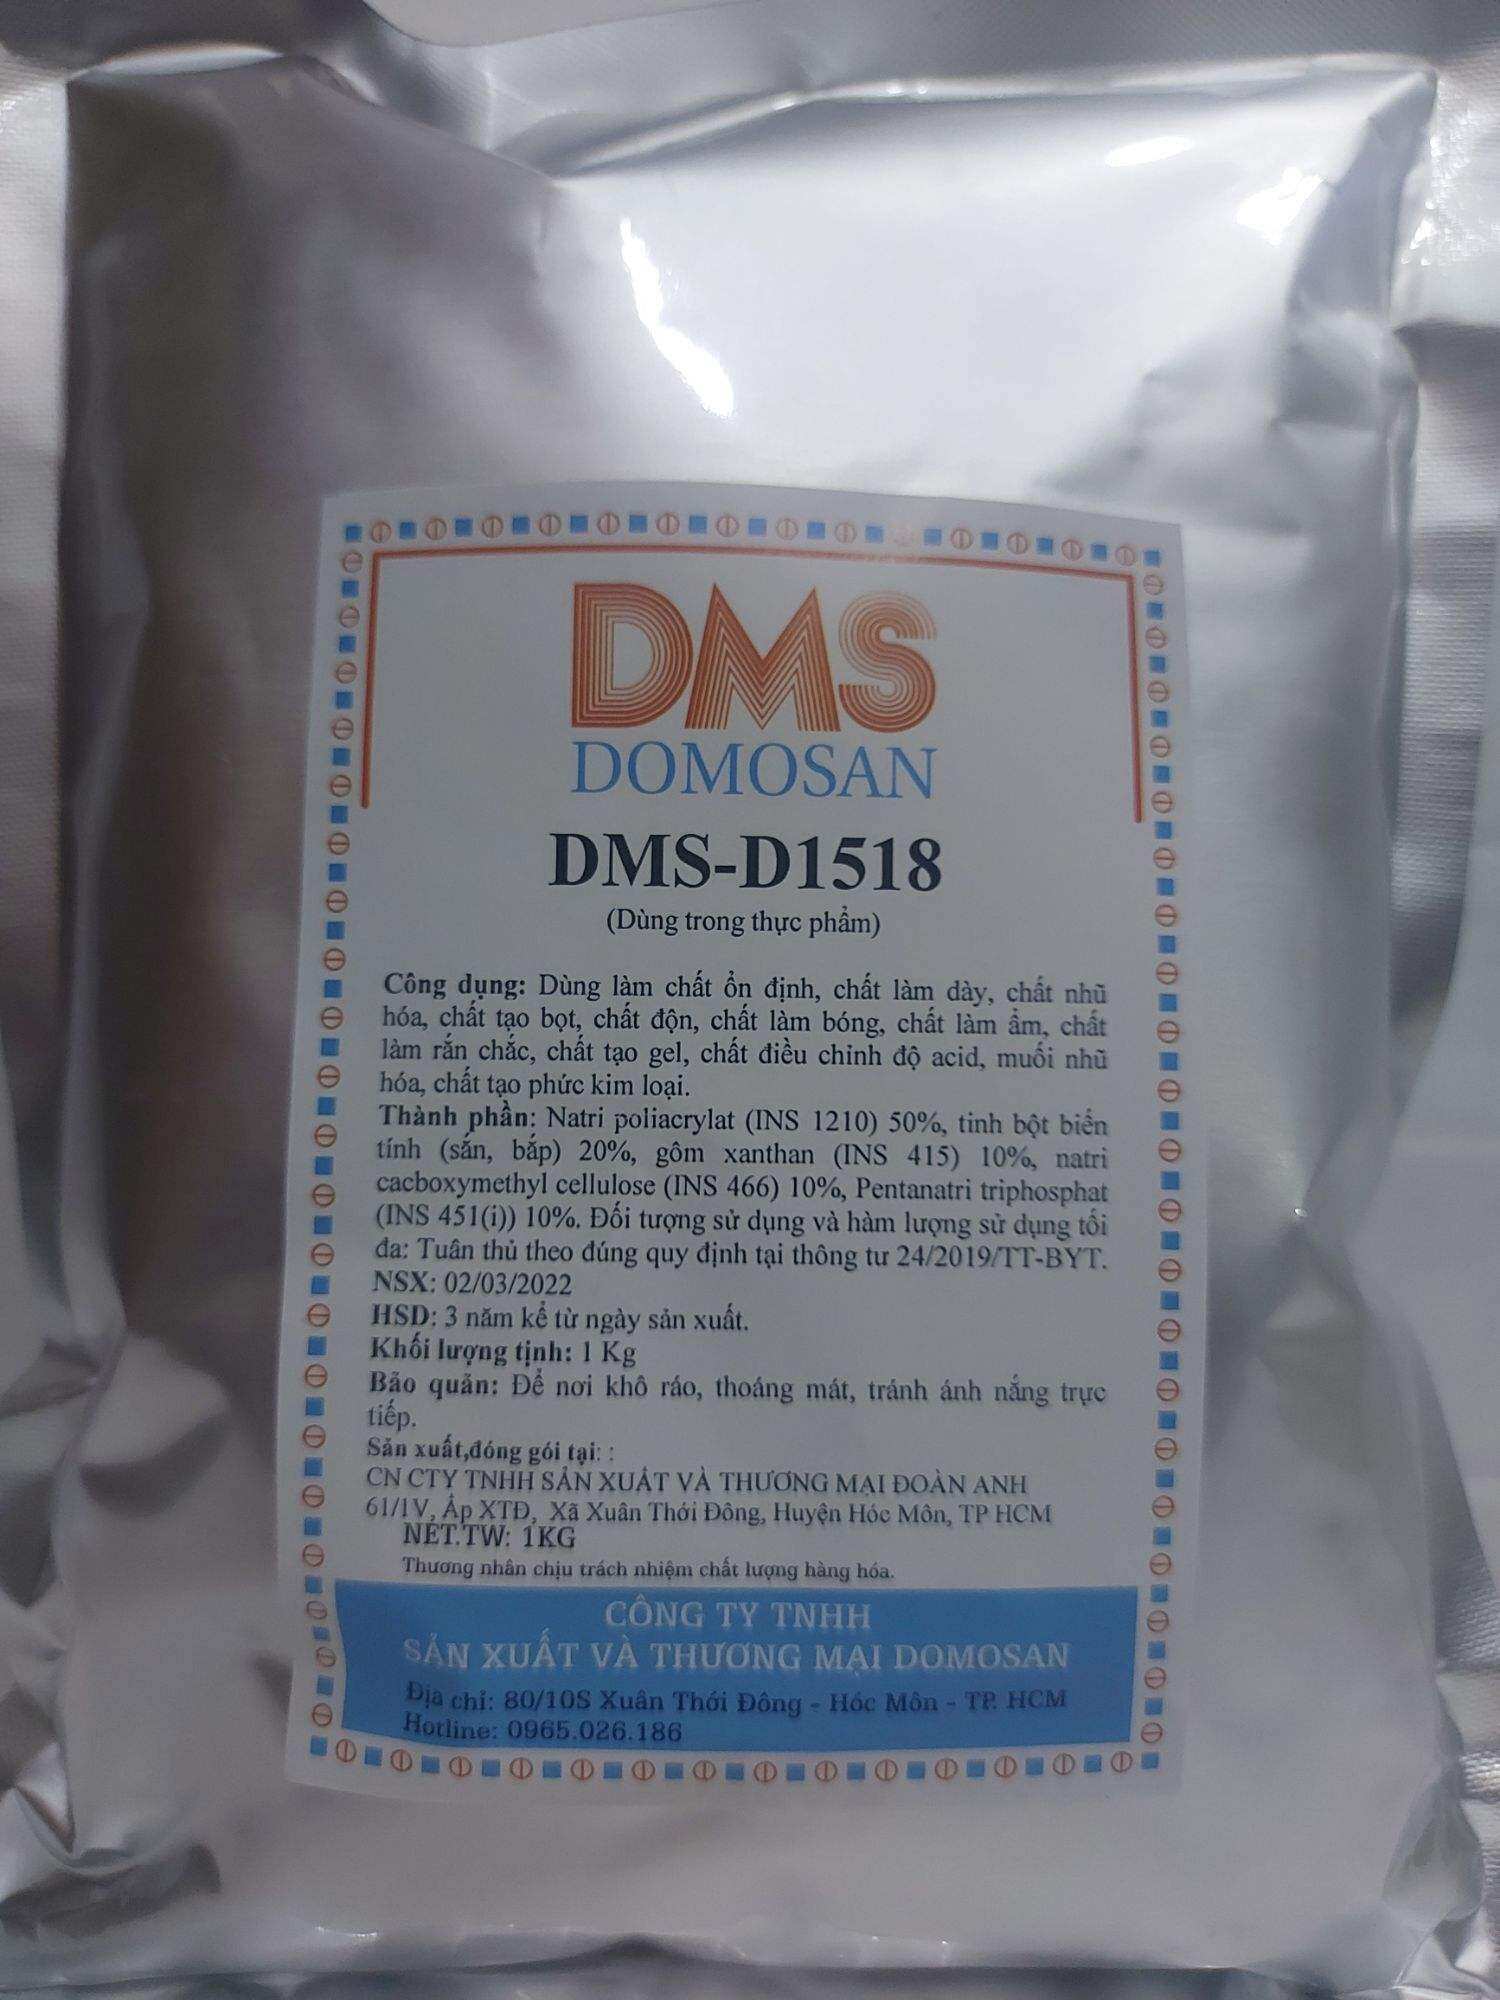 DMS
DOMOSAN
DMS-D1518
(Dùng trong thực phẩm)
Công dụng: Dùng làm chất ổn định, chất làm dày, chất nhũ
hóa, chất tạo bọt, chất độn, chất làm bóng, chất làm ẩm, chất
làm rắn chắc, chất tạo gel, chất điều chỉnh độ acid, muối nhũ
hóa, chất tạo phức kim loại.
Thành phần: Natri poliacrylat (INS 1210) 50%, tinh bột biến
tính (sắn, bắp) 20%, gôm xanthan (INS 415) 10%, natri
cacboxymethyl cellulose (INS 466) 10%, Pentanatri triphosphat
(INS 451(i)) 10%. Đối tượng sử dụng và hàm lượng sử dụng tối
đa: Tuân thủ theo đúng quy định tại thông tư 24/2019/TT-BYT.
NSX: 02/03/2022
HSD: 3 năm kể từ ngày sản xuất.
Khối lượng tịnh: 1 Kg
Bảo quản: Để nơi khô ráo, thoáng mát, tránh ánh nắng trực
tiếp.
Sản xuất,đóng gói tại: :
CN CTY TNHH SẢN XUẤT VÀ THƯƠNG MẠI ĐOÀN ANH
61/1V, Ấp XTĐ, Xã Xuân Thới Đông, Huyện Hóc Môn, TP HCM
NET.TW: 1KG
Thương nhân chịu trách nhiệm chất lượng hàng hóa.
CÔNG TY TNHH
SẢN XUẤT VÀ THƯƠNG MẠI DOMOSAN
Địa chỉ: 80/10S Xuân Thới Đông - Hóc Môn - TP. HCM
Hotline: 0965.026.186